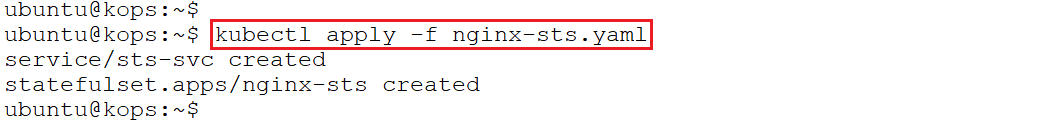 ubuntu@kops:~$
ubuntu@kops:~$ kubectl apply -f nginx-sts.yaml
service/sts-svc created
statefulset.apps/nginx-sts created
ubuntu@kops:~$